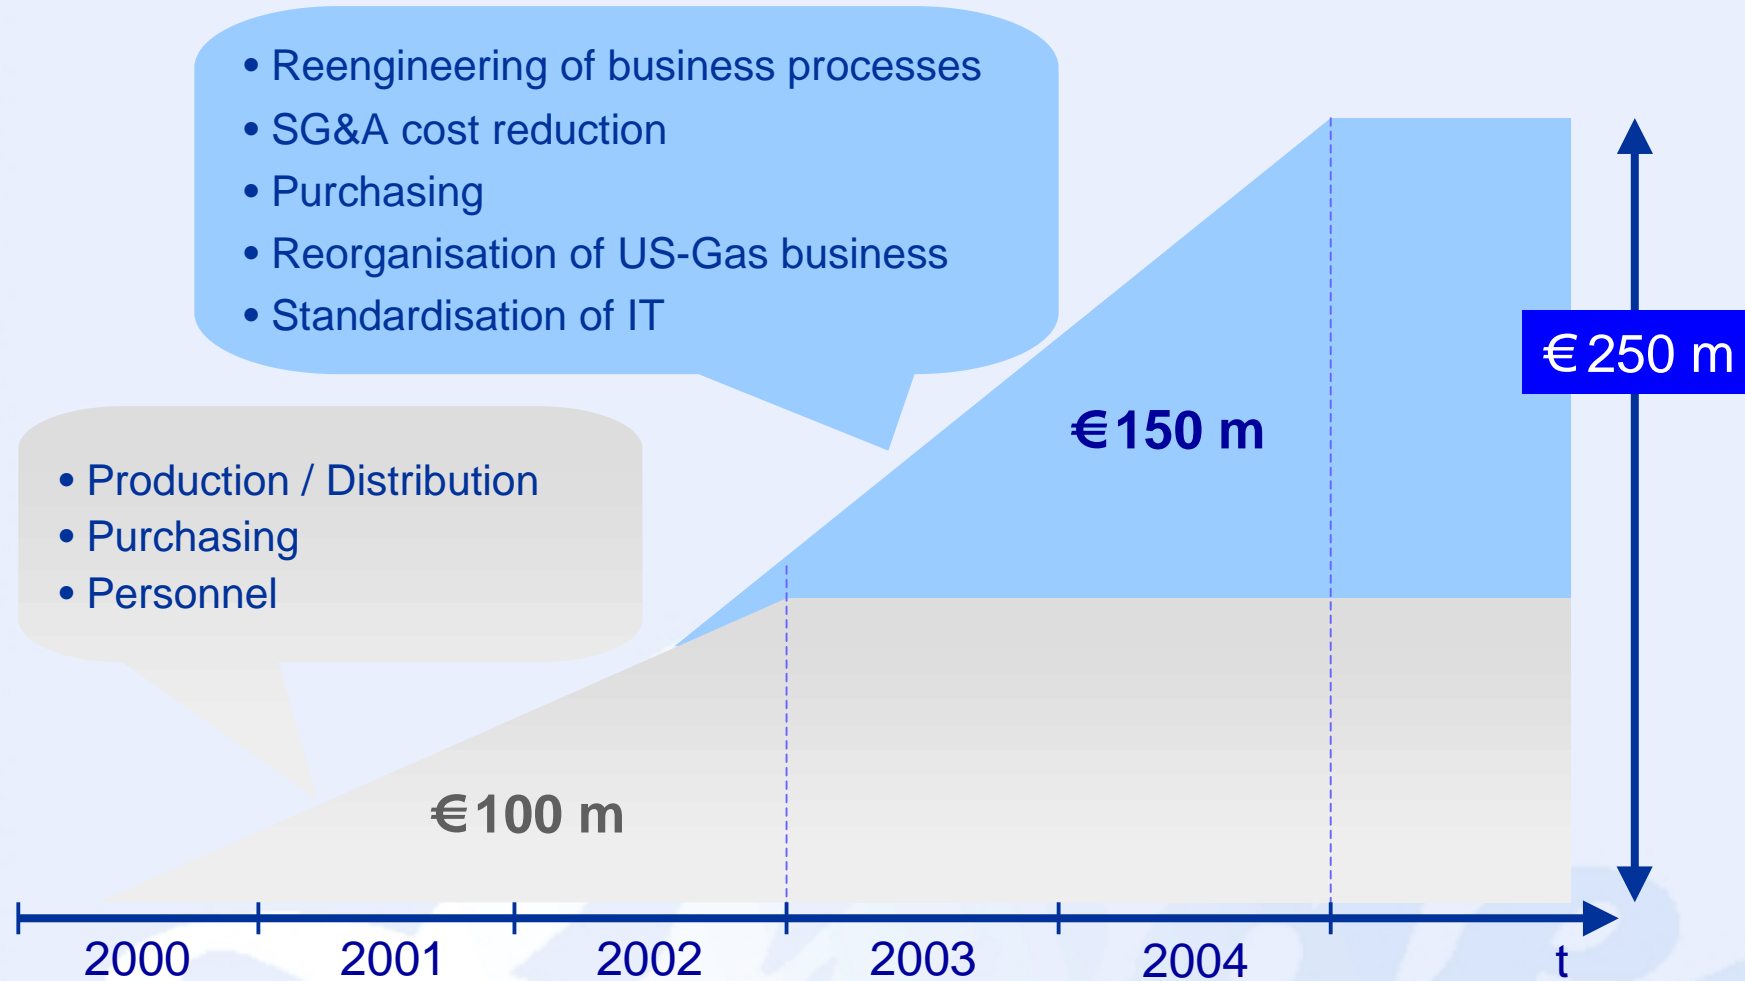 • Reengineering of business processes
• SG&A cost reduction
• Purchasing
• Reorganisation of US-Gas business
• Standardisation of IT
€250 m
€150 m
• Production / Distribution
• Purchasing
• Personnel
€100 m
2000 2001 2002 2003 2004 t